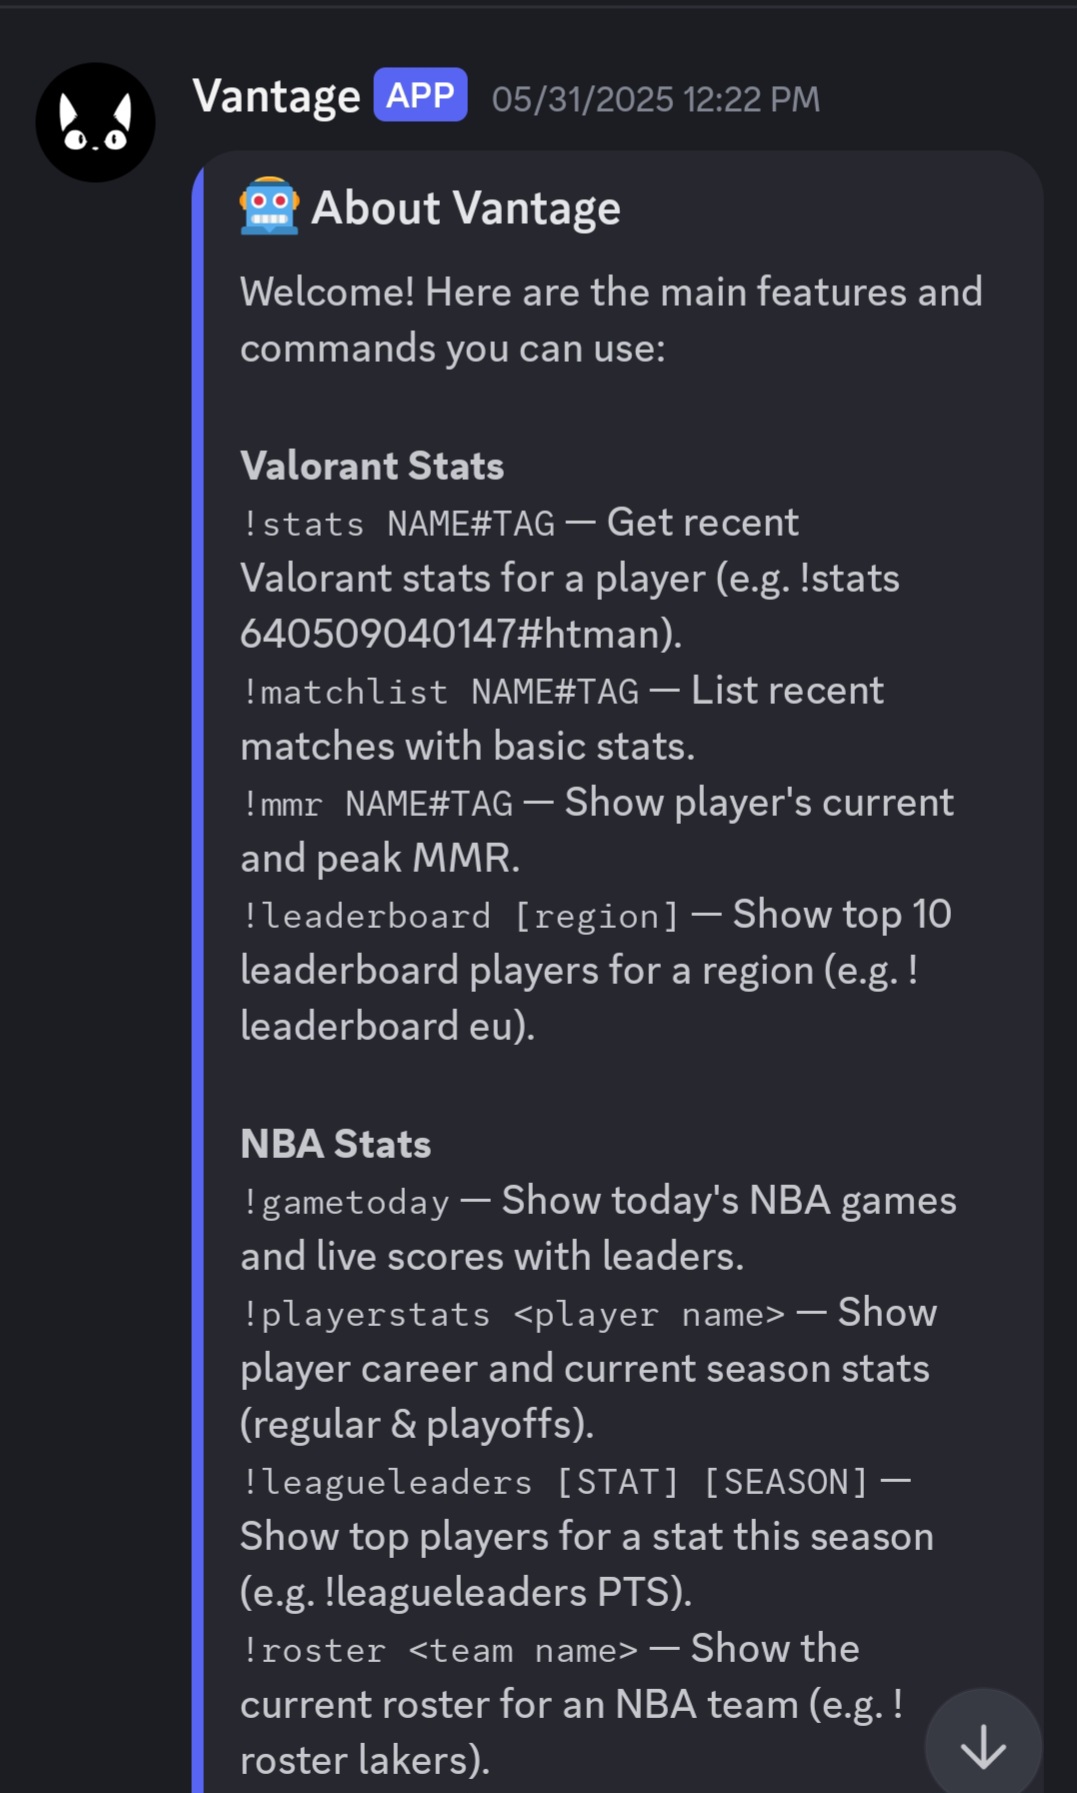 Vantage APP 05/31/2025 12:22 PM
🤖 About Vantage
Welcome! Here are the main features and
commands you can use:
Valorant Stats
!stats NAME#TAG — Get recent
Valorant stats for a player (e.g. !stats
640509040147#htman).
!matchlist NAME#TAG — List recent
matches with basic stats.
!mmr NAME#TAG — Show player's current
and peak MMR.
!leaderboard [region] — Show top 10
leaderboard players for a region (e.g. !
leaderboard eu).
NBA Stats
!gametoday — Show today's NBA games
and live scores with leaders.
!playerstats <player name> — Show
player career and current season stats
(regular & playoffs).
!leagueleaders [STAT] [SEASON] —
Show top players for a stat this season
(e.g. !leagueleaders PTS).
!roster <team name> — Show the
current roster for an NBA team (e.g. !
roster lakers).